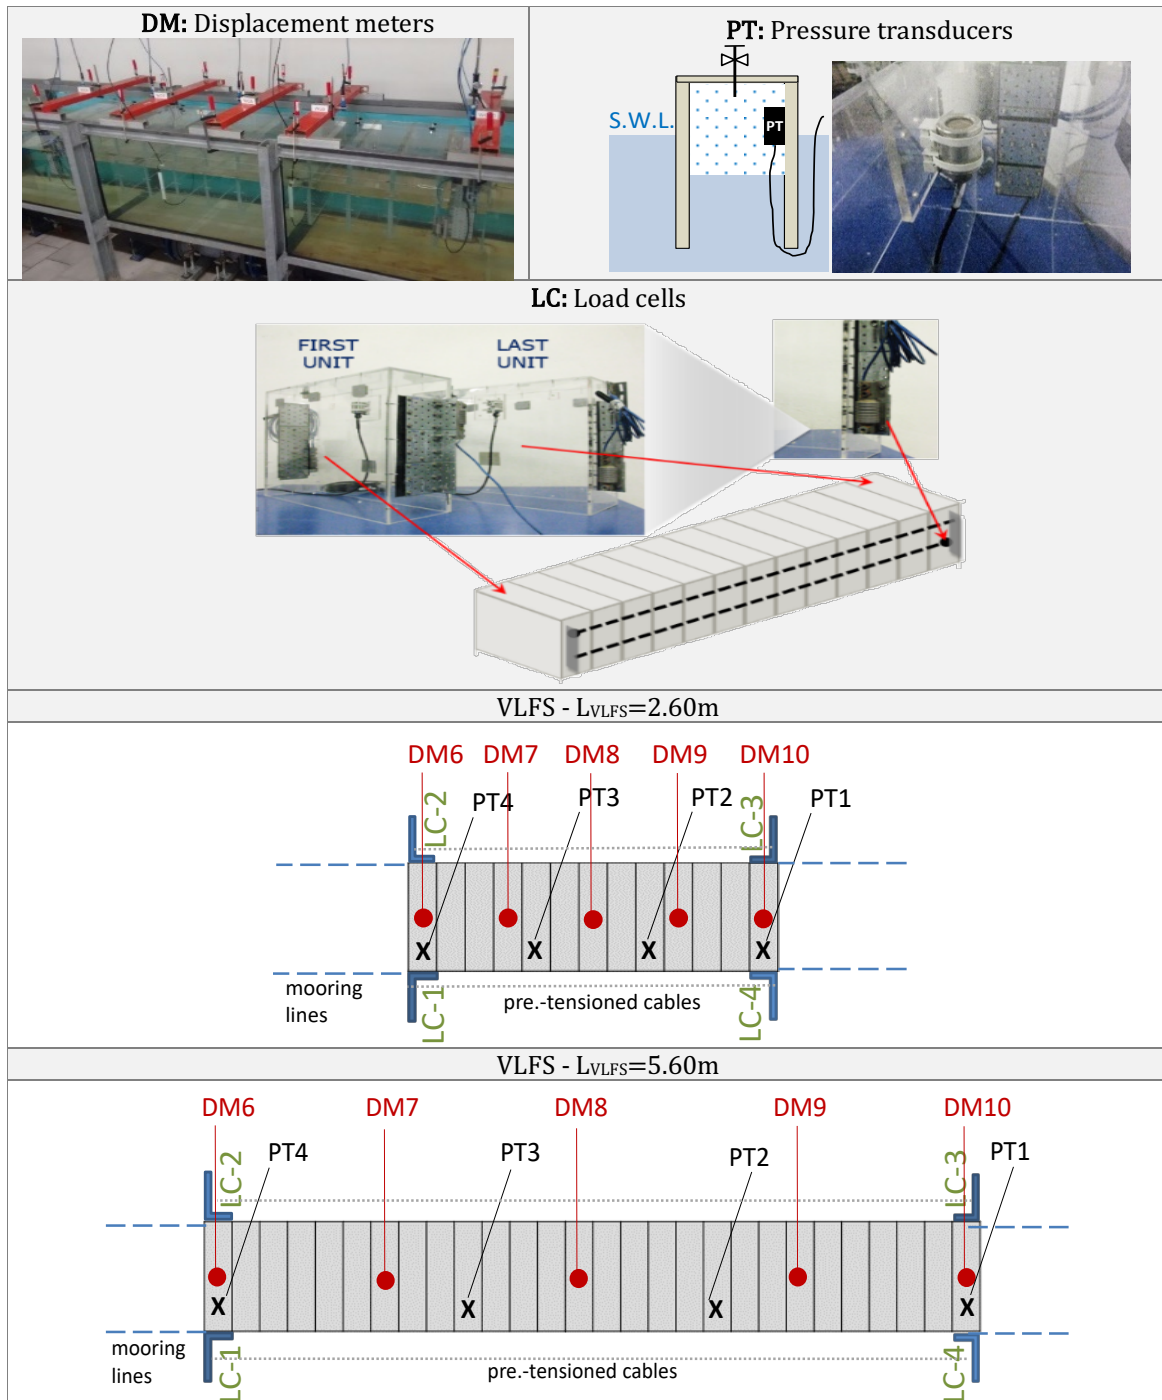 DM: Displacement meters
PT: Pressure transducers
S.W.L.
PT
LC: Load cells
FIRST UNIT
LAST UNIT
VLFS - LVLFS=2.60m
DM6 DM7 DM8 DM9 DM10
LC-2 PT4 PT3 PT2 LC-3 PT1
X X X X
mooring lines
LC-1
pre.-tensioned cables
LC-4
VLFS - LVLFS=5.60m
DM6 DM7 DM8 DM9 DM10
LC-2 PT4 PT3 PT2 LC-3 PT1
X X X X
mooring lines
LC-1
pre.-tensioned cables
LC-4